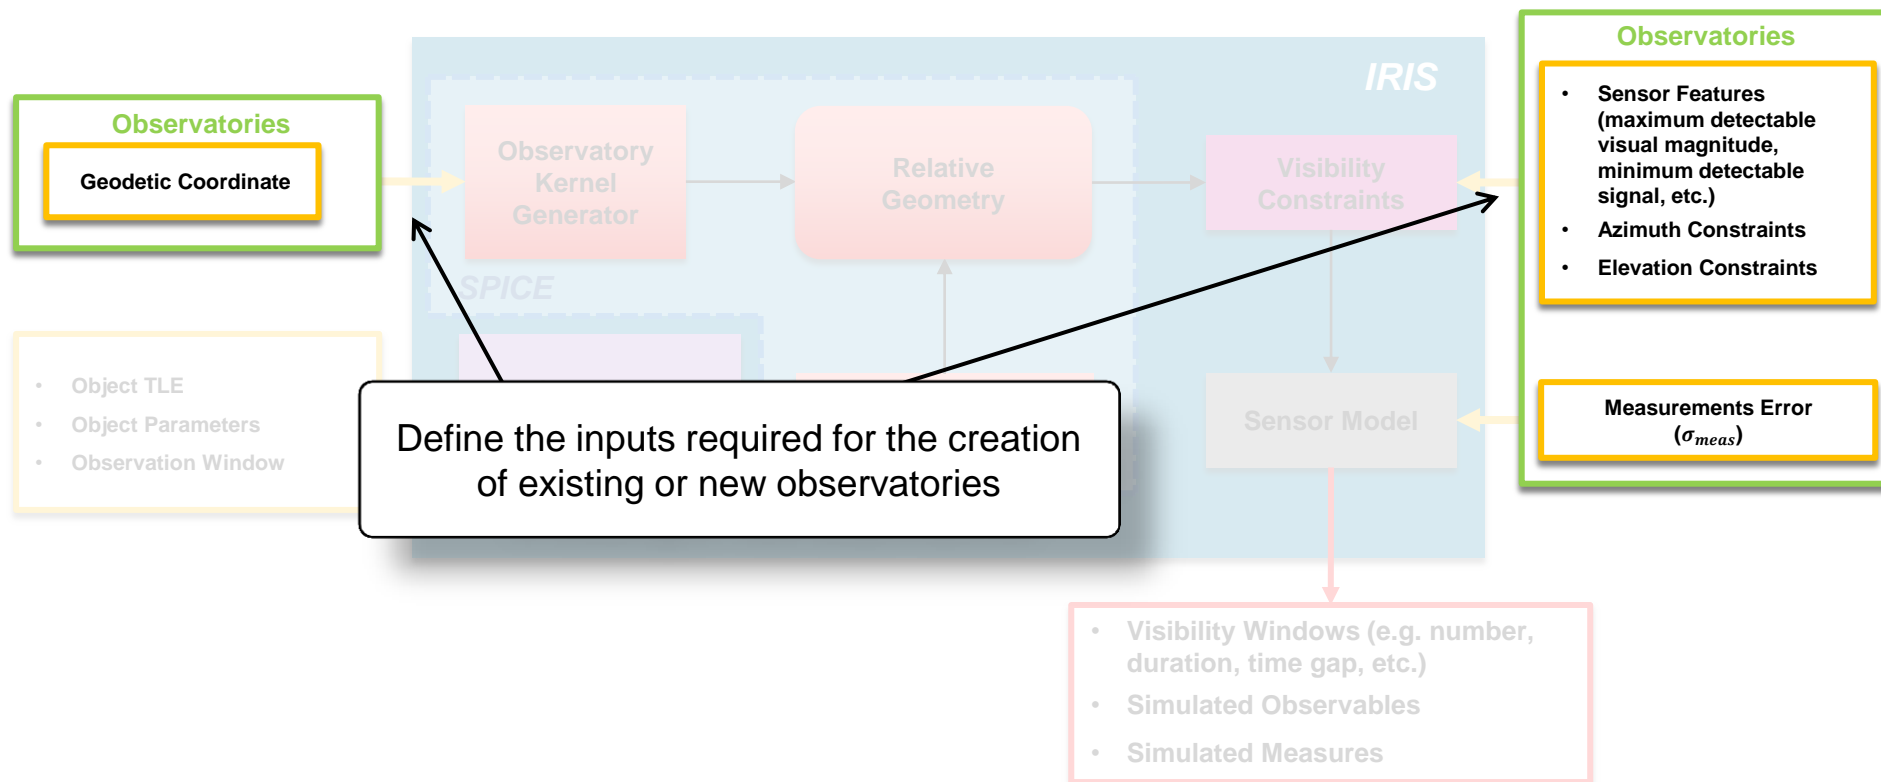 Observatories
Geodetic Coordinate
• Object TLE
• Object Parameters
• Observation Window
IRIS
Observatory
Kernel
Generator
Relative
Geometry
Visibility
Constraints
SPICE
Sensor Model
Define the inputs required for the creation
of existing or new observatories
Observatories
• Sensor Features
(maximum detectable
visual magnitude,
minimum detectable
signal, etc.)
• Azimuth Constraints
• Elevation Constraints
Measurements Error
(σ_meas)
• Visibility Windows (e.g. number,
duration, time gap, etc.)
• Simulated Observables
• Simulated Measures